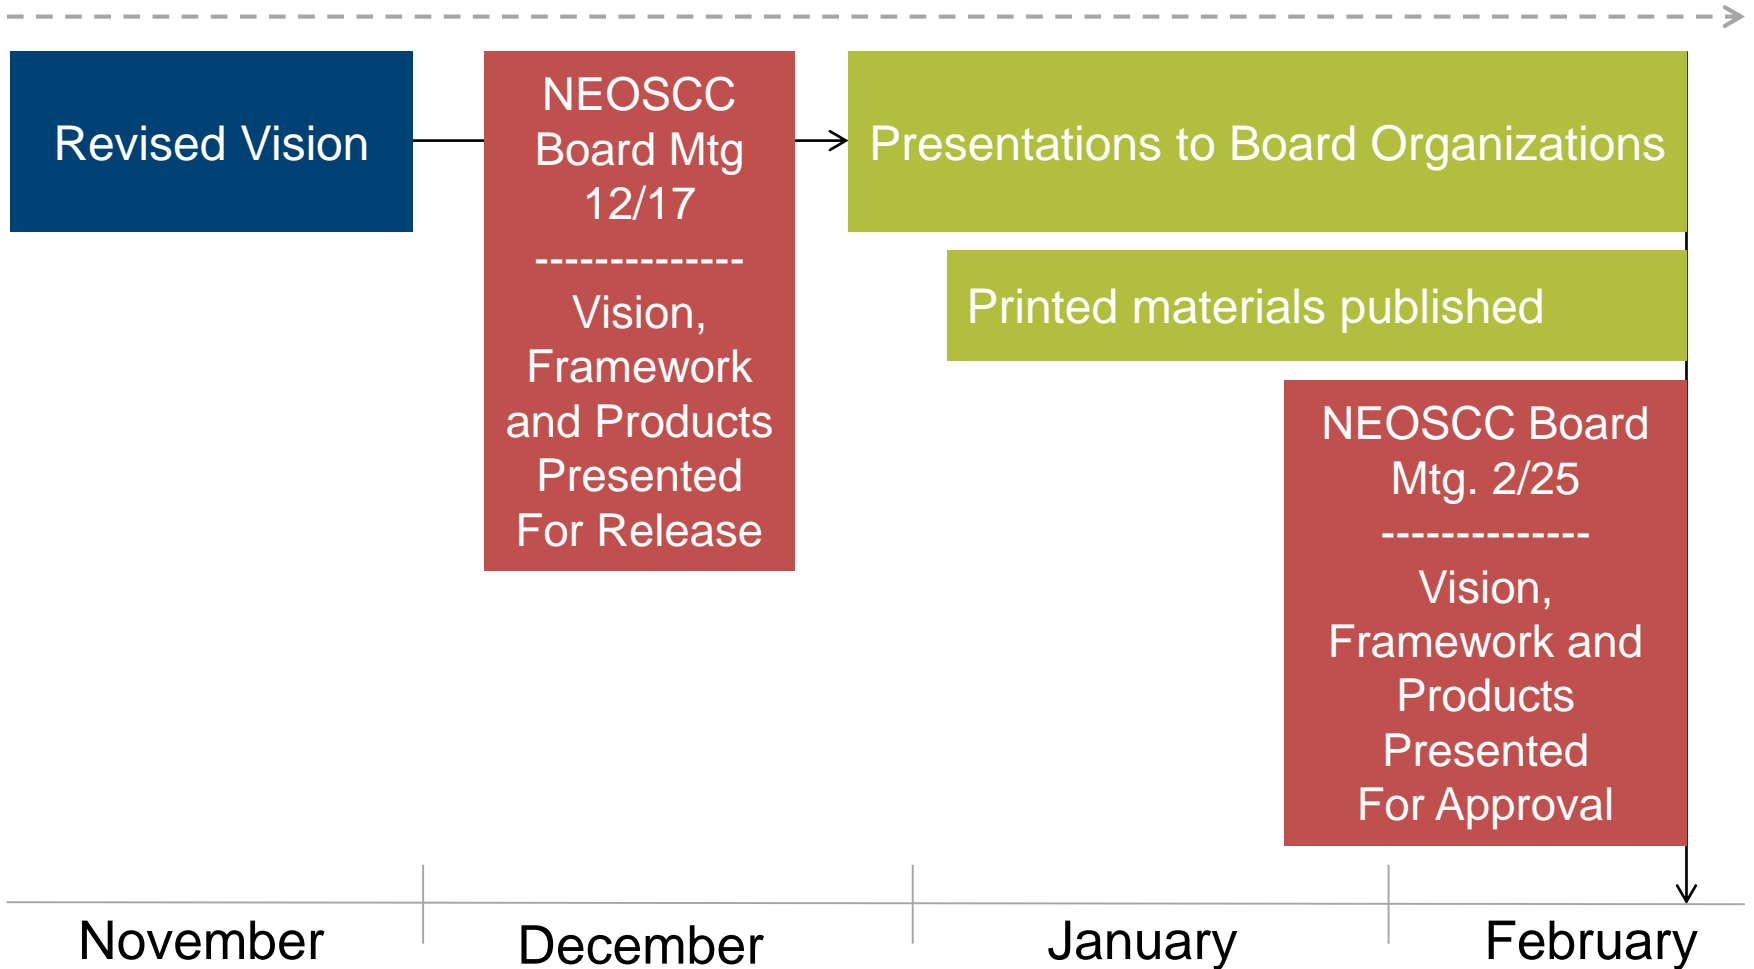 Revised Vision
NEOSCC
Board Mtg
12/17
--------------
Vision,
Framework
and Products
Presented
For Release
Presentations to Board Organizations
Printed materials published
NEOSCC Board
Mtg. 2/25
--------------
Vision,
Framework and
Products
Presented
For Approval
November
December
January
February